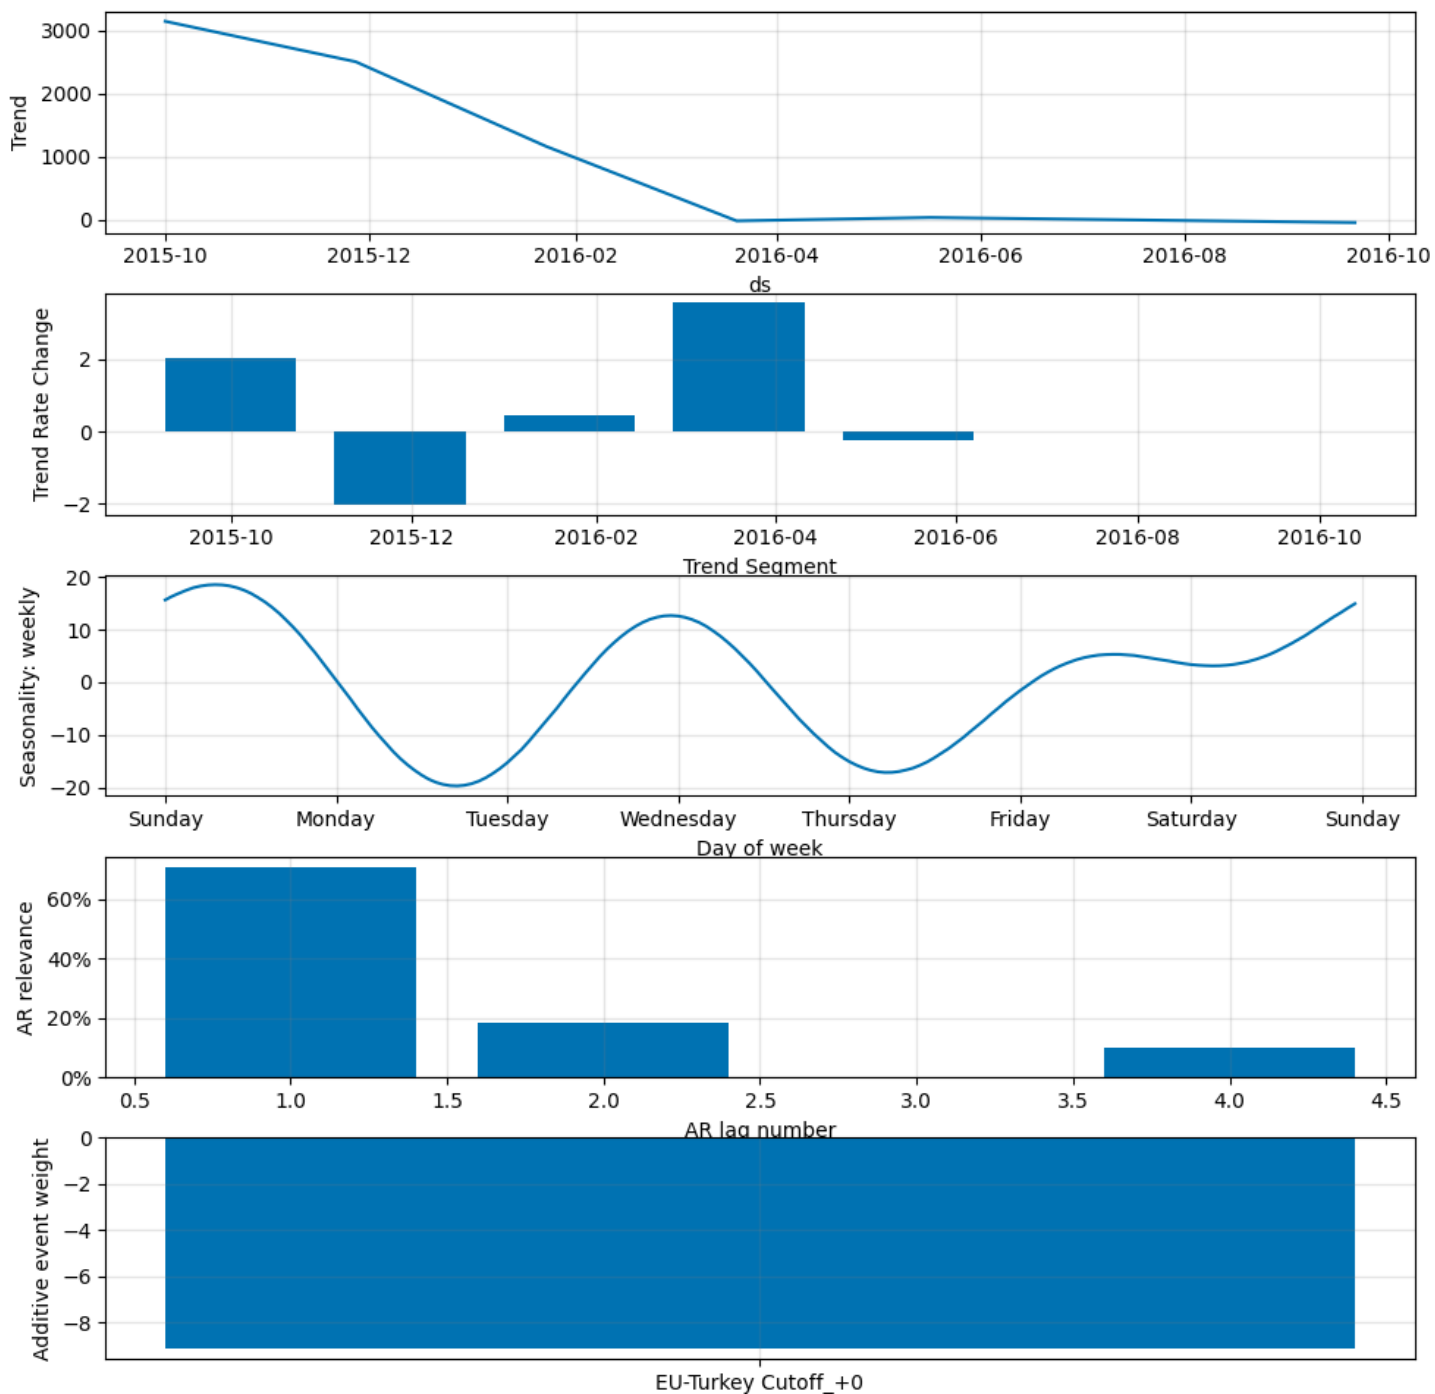 Trend
3000
2000
1000
0
2015-10 2015-12 2016-02 2016-04 2016-06 2016-08 2016-10
ds
Trend Rate Change
2
0
−2
2015-10 2015-12 2016-02 2016-04 2016-06 2016-08 2016-10
Trend Segment
Seasonality: weekly
20
10
0
−10
−20
Sunday Monday Tuesday Wednesday Thursday Friday Saturday Sunday
Day of week
AR relevance
60%
40%
20%
0%
0.5 1.0 1.5 2.0 2.5 3.0 3.5 4.0 4.5
AR lag number
Additive event weight
0
−2
−4
−6
−8
EU-Turkey Cutoff_+0